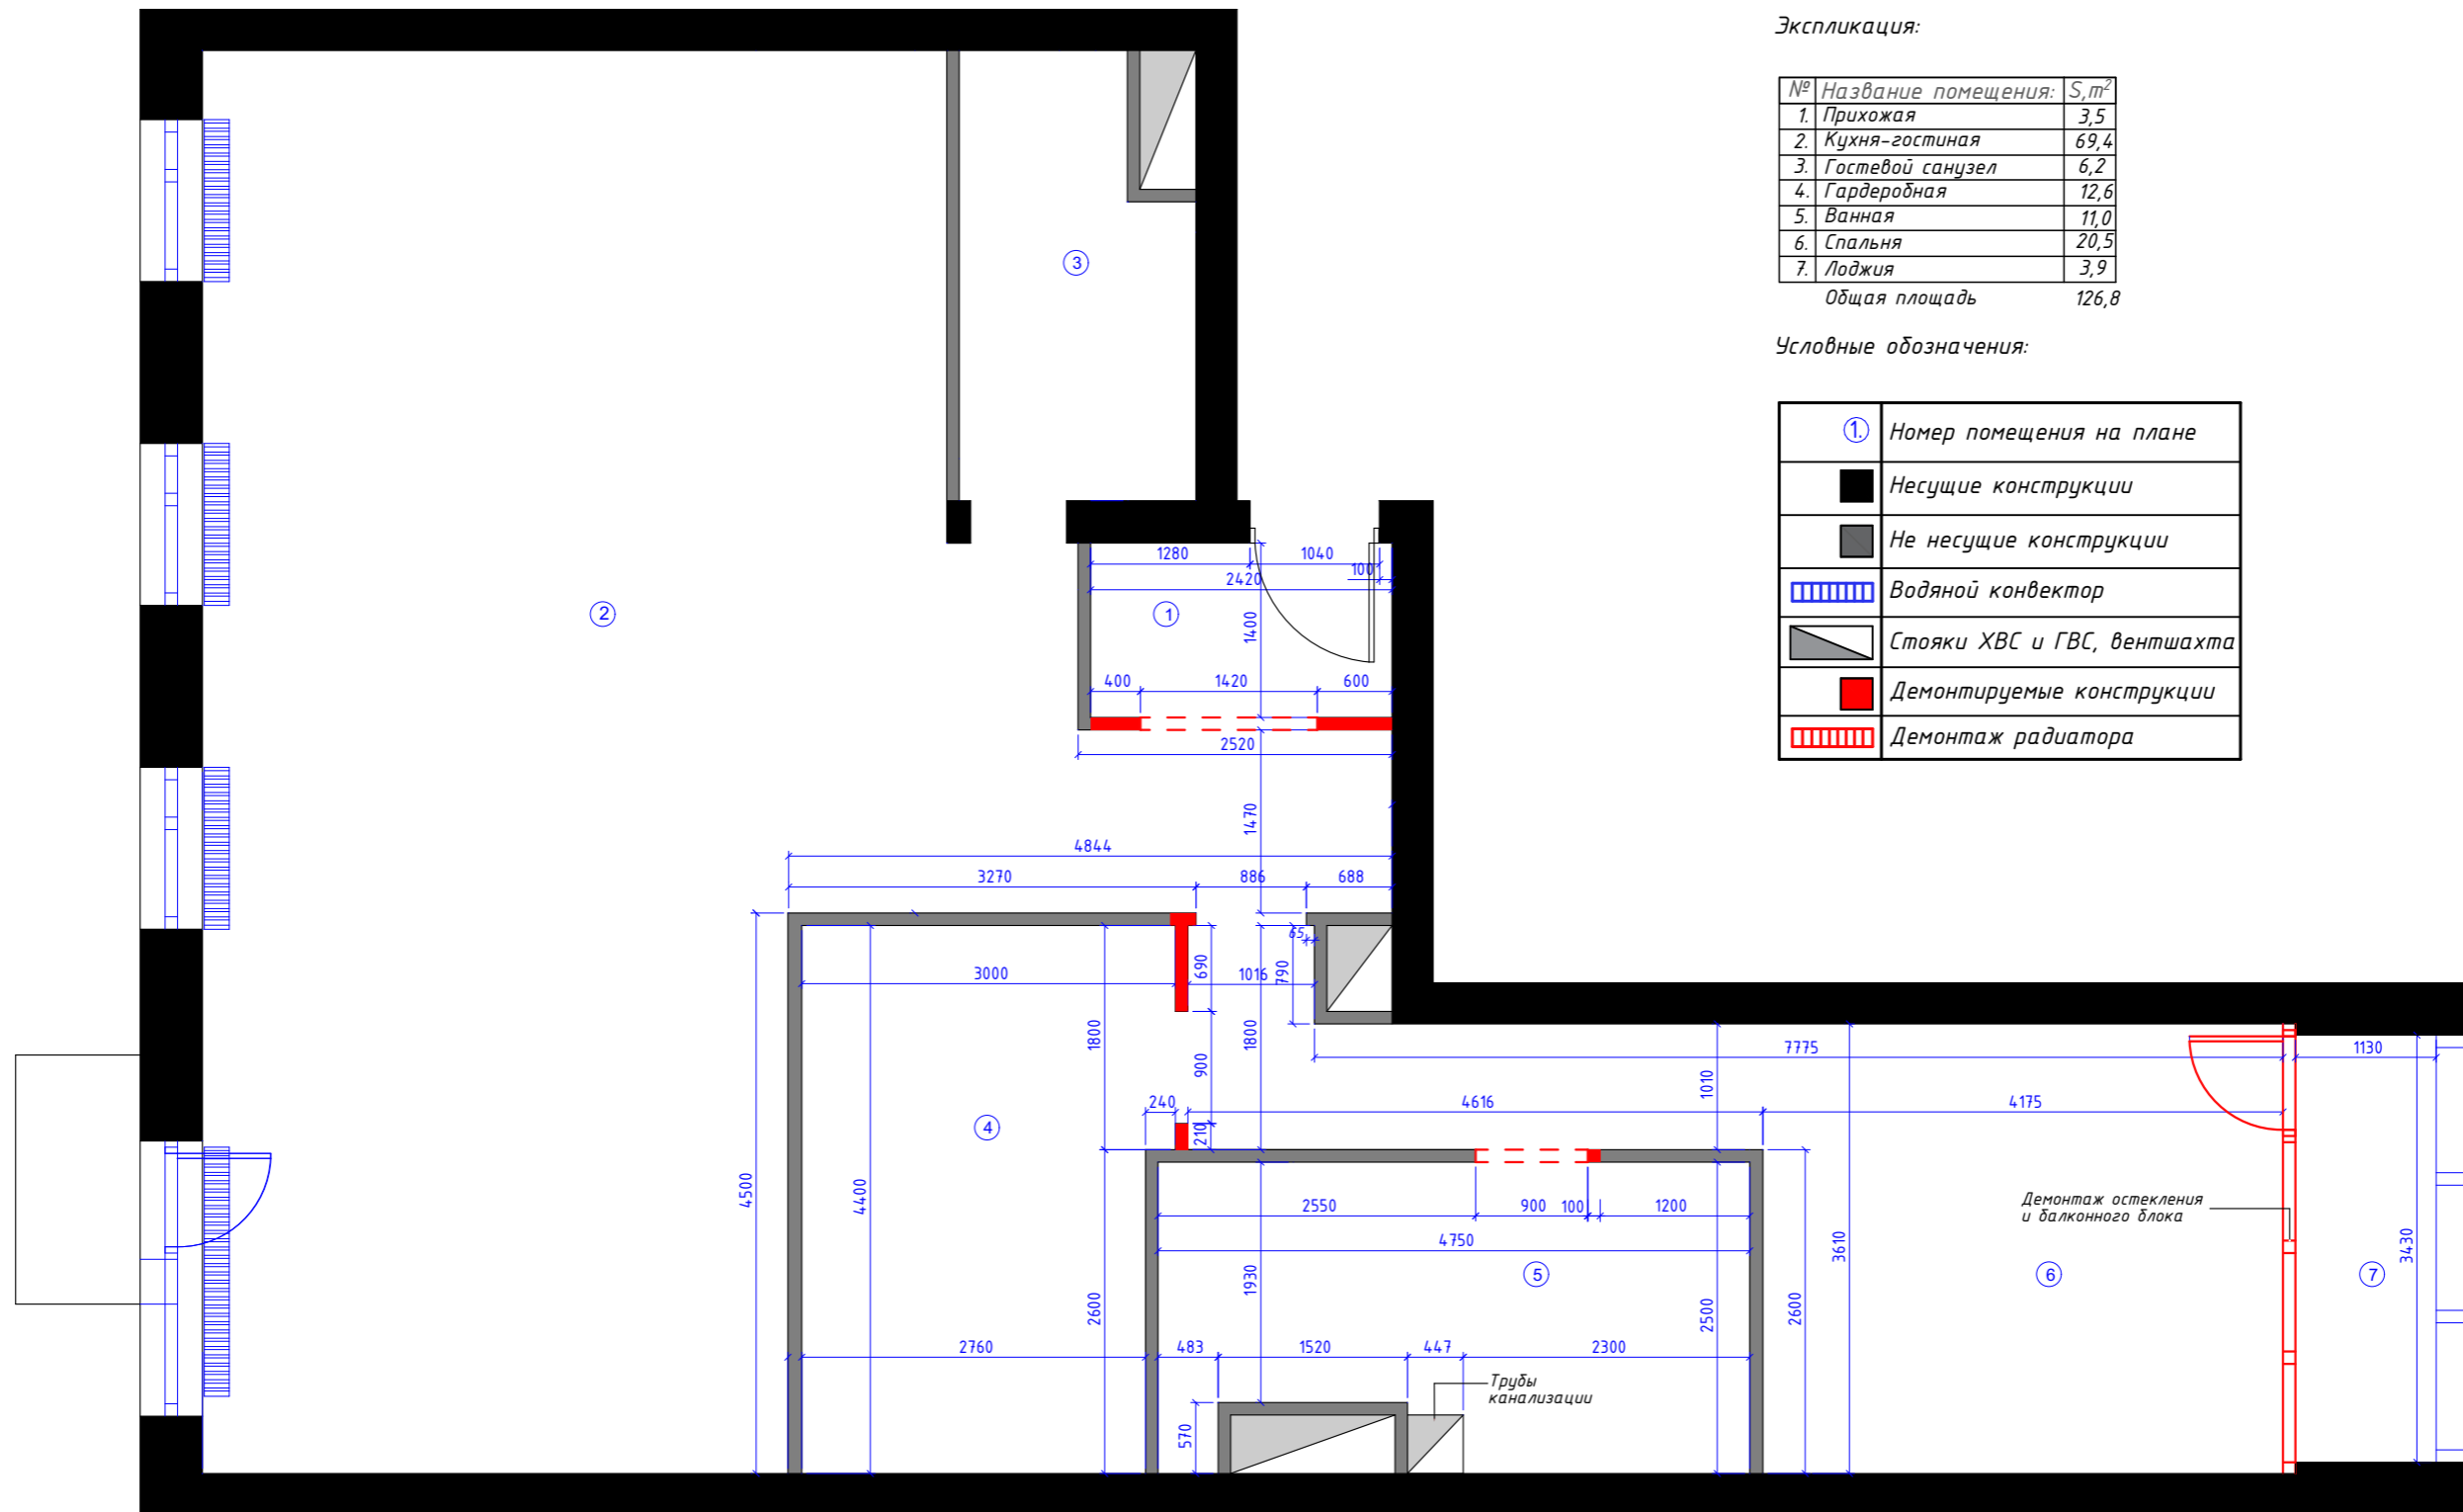 Экспликация:
№ Название помещения: S,m²
1. Прихожая 3,5
2. Кухня-гостиная 69,4
3. Гостевой санузел 6,2
4. Гардеробная 12,6
5. Ванная 11,0
6. Спальня 20,5
7. Лоджия 3,9
Общая площадь 126,8
Условные обозначения:
1. Номер помещения на плане
Несущие конструкции
Не несущие конструкции
Водяной конвектор
Стояки ХВС и ГВС, вентшахта
Демонтируемые конструкции
Демонтаж радиатора
3
1280 1040
100
2420
2 1
1400
400 1420 600
2520
1470
4844
3270 886 688
65
690
3000 1016 790
1800 1800
900
7775 1130
1010
240 4616 4175
210
4
4500
4400
2550 900 100 1200
4750
1930
3610
Демонтаж остекления
и балконного блока
3430
5 6 7
2600 2500 2600
2760 483 1520 447 2300
570
Трубы
канализации